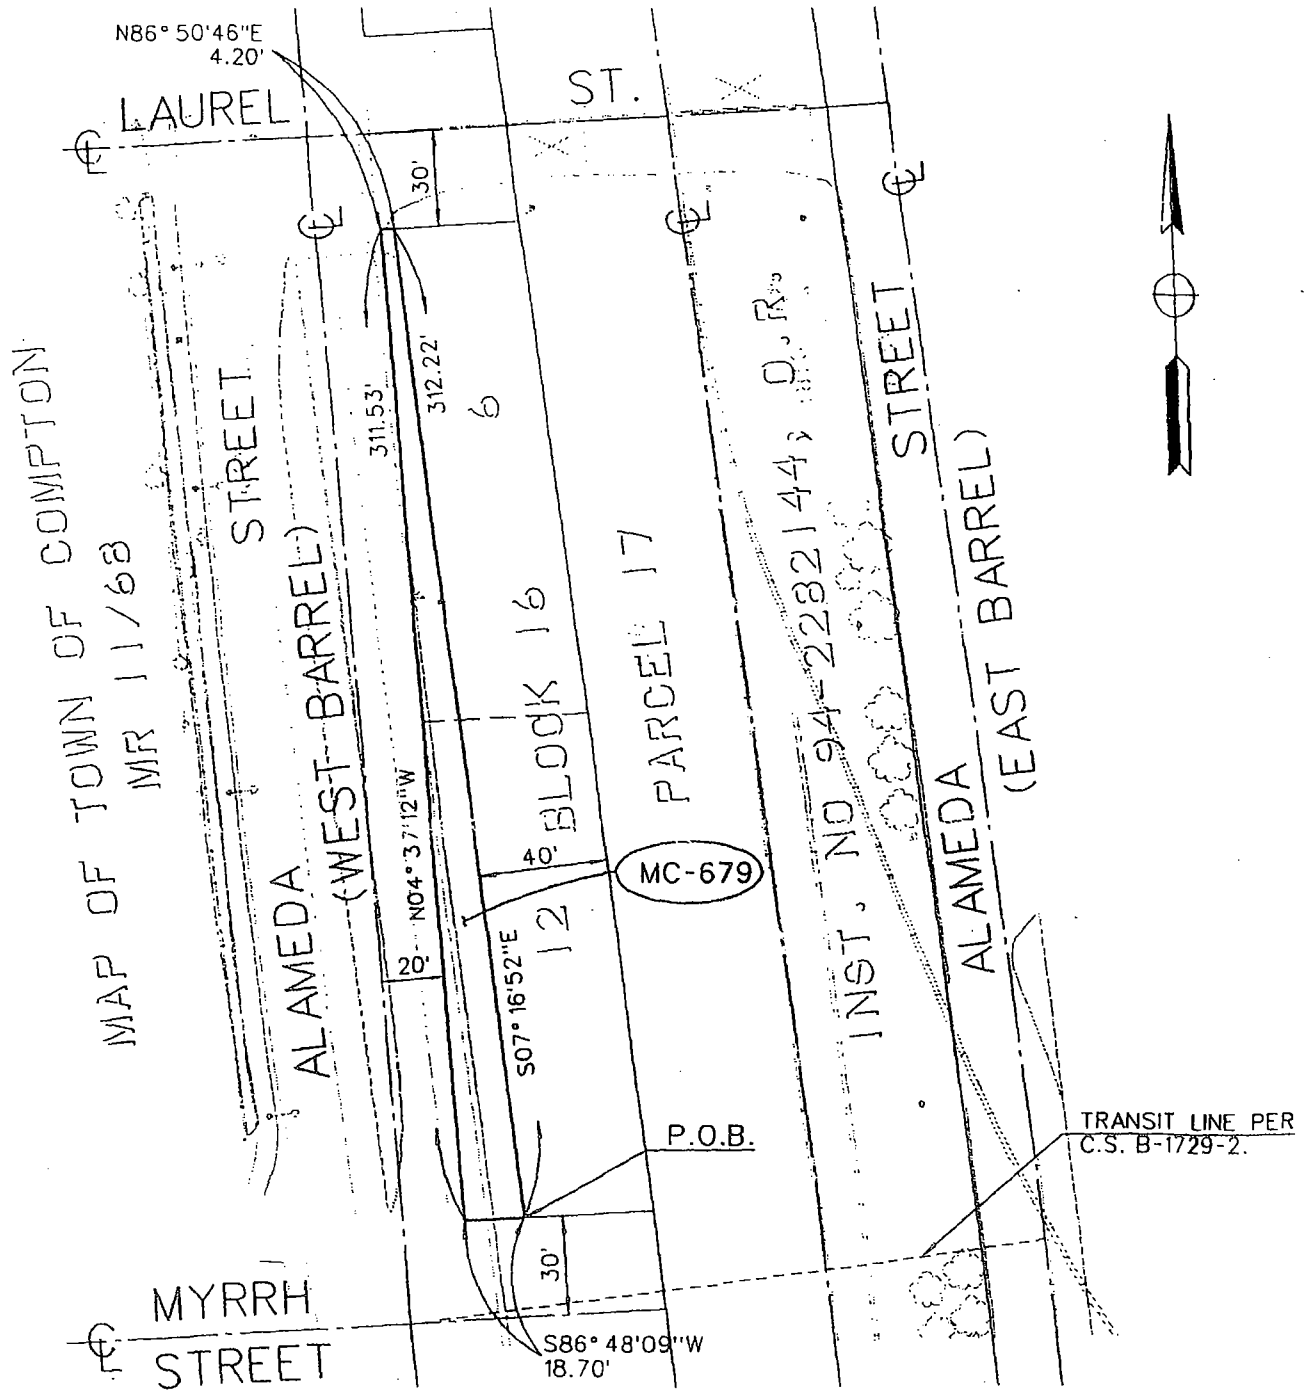 N86° 50'46"E
4.20'
LAUREL ST.
℄
30'
℄
℄
℄
311.53'
312.22'
6
MAP OF TOWN OF COMPTON
MR 11/68
STREET
ALAMEDA
(WEST BARREL)
N04° 37'12"W
BLOCK 16
PARCEL 17
INST. NO 94-2282144, O.R.
STREET
ALAMEDA
(EAST BARREL)
40'
MC-679
12
20'
S07° 16'52"E
P.O.B.
TRANSIT LINE PER
C.S. B-1729-2.
30'
MYRRH
℄
STREET
S86° 48'09"W
18.70'